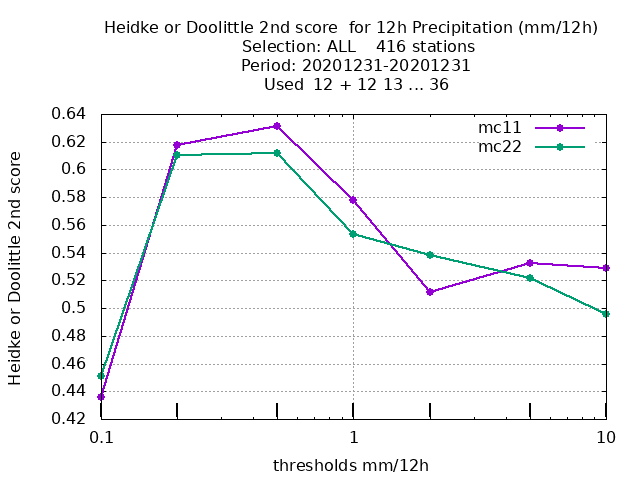 Heidke or Doolittle 2nd score  for 12h Precipitation (mm/12h)
Selection: ALL    416 stations
Period: 20201231-20201231
Used  12 + 12 13 ... 36
mc11
mc22
Heidke or Doolittle 2nd score
0.64
0.62
0.6
0.58
0.56
0.54
0.52
0.5
0.48
0.46
0.44
0.42
0.1
1
10
thresholds mm/12h